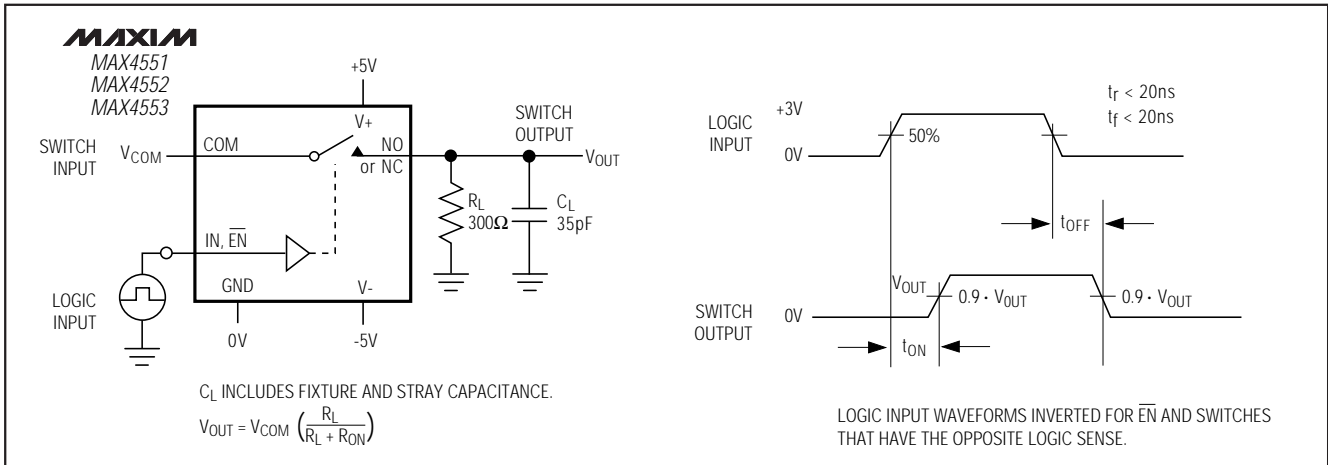 MAXIM
MAX4551
MAX4552
MAX4553
+5V
V+
SWITCH
INPUT
VCOM
COM
NO
or NC
SWITCH
OUTPUT
VOUT
RL
300Ω
CL
35pF
IN, E̅N̅
LOGIC
INPUT
GND
V-
0V
-5V
CL INCLUDES FIXTURE AND STRAY CAPACITANCE.
VOUT = VCOM (RL / RL + RON)
LOGIC
INPUT
+3V
0V
50%
tr < 20ns
tf < 20ns
tOFF
SWITCH
OUTPUT
VOUT
0V
0.9 · VOUT
0.9 · VOUT
tON
LOGIC INPUT WAVEFORMS INVERTED FOR E̅N̅ AND SWITCHES
THAT HAVE THE OPPOSITE LOGIC SENSE.